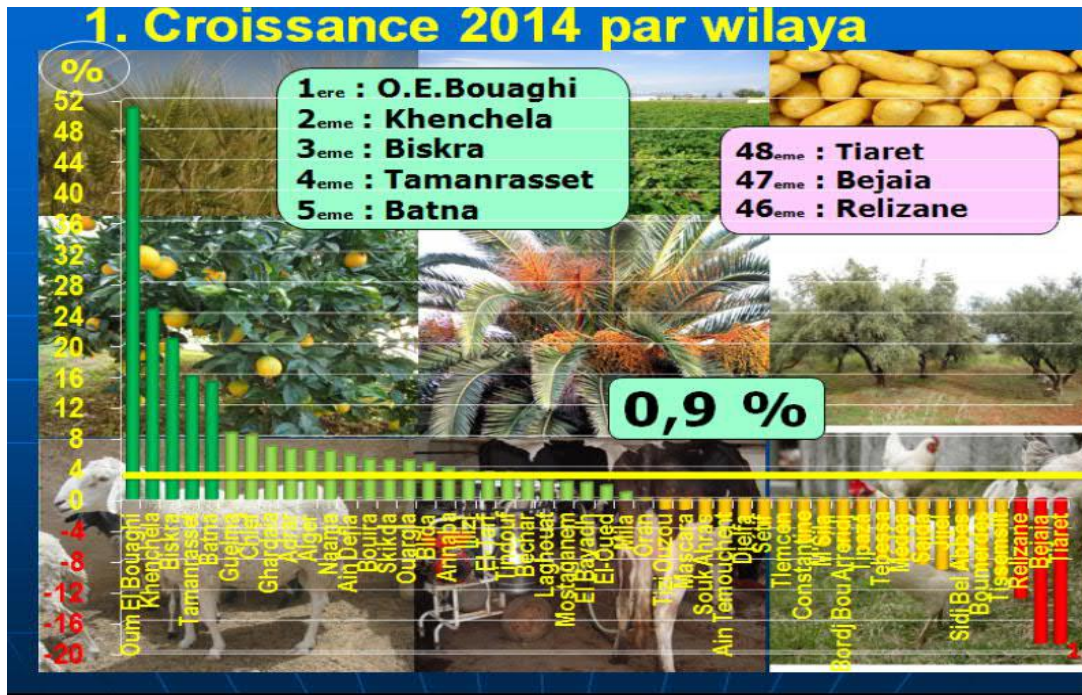 1. Croissance 2014 par wilaya
%
1ere : O.E.Bouaghi
2eme : Khenchela
3eme : Biskra
4eme : Tamanrasset
5eme : Batna
48eme : Tiaret
47eme : Bejaia
46eme : Relizane
0,9 %
52
48
44
40
36
32
28
24
20
16
12
8
4
0
-4
-8
-12
-16
-20
Oum El Bouaghi
Khenchela
Biskra
Tamanrasset
Batna
Guelma
Chlef
Ghardaia
Adrar
Alger
Naama
Ain Defla
Bouira
Skikda
Ouargla
Blida
Annaba
Illizi
El-Tarf
Tindouf
Bechar
Laghouat
Mostaganem
El Bayadh
El-Oued
Mila
Oran
Tizi Ouzou
Mascara
Souk Ahras
Ain Temouchent
Djelfa
Setif
Tlemcen
Constantine
M'Sila
Bordj Bou Arreridj
Tipaza
Tebessa
Medea
Saida
Jijel
Sidi Bel Abbes
Boumerdes
Tissemsilt
Relizane
Bejaia
Tiaret